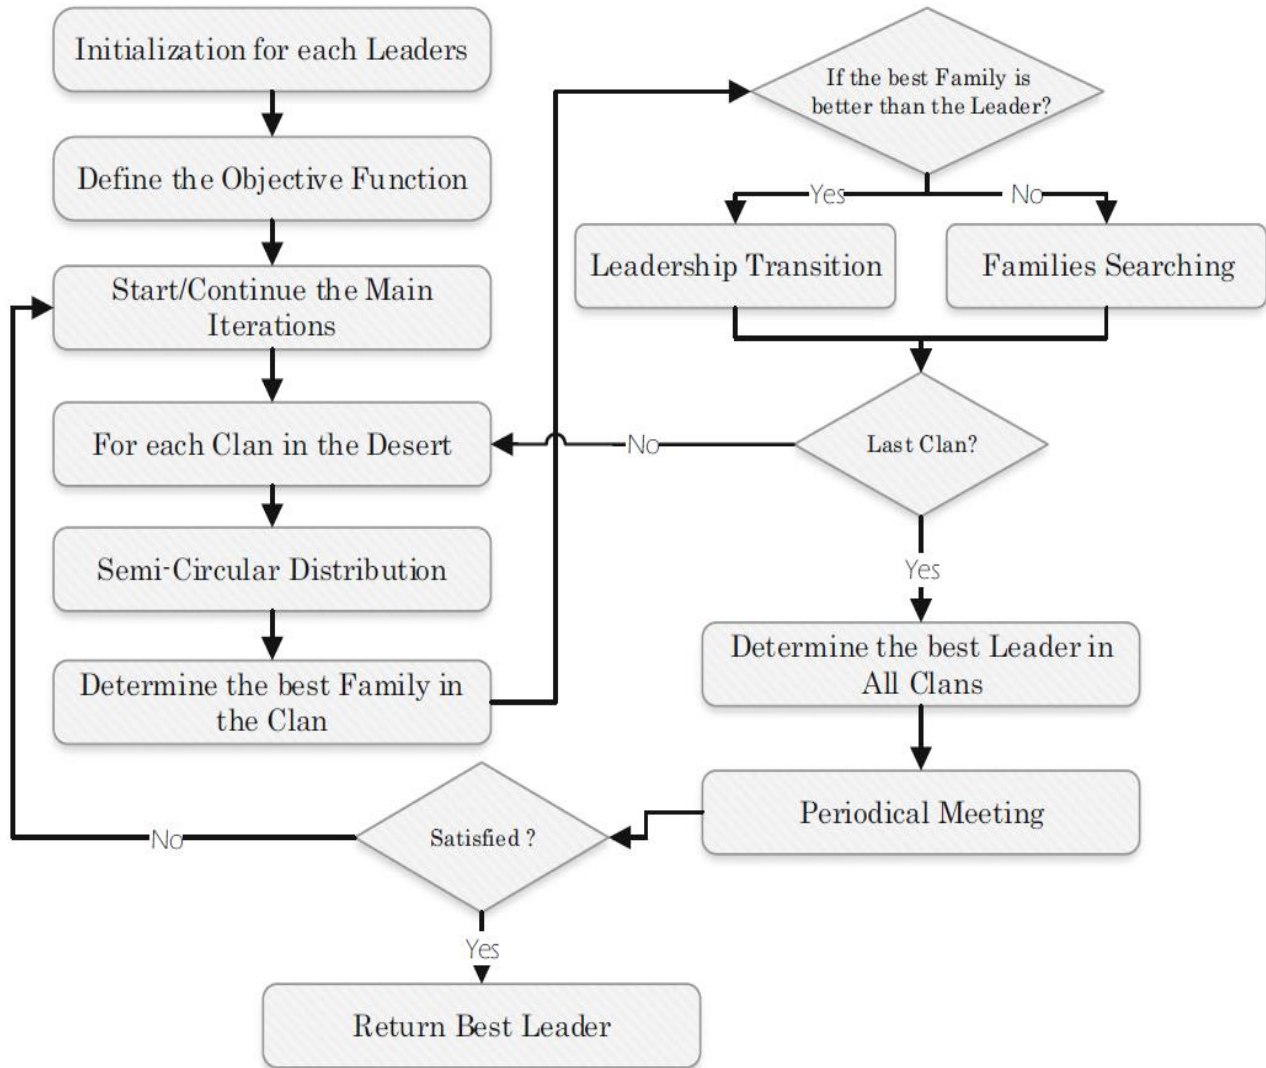 Initialization for each Leaders
Define the Objective Function
Start/Continue the Main
Iterations
For each Clan in the Desert
Semi-Circular Distribution
Determine the best Family in
the Clan
If the best Family is
better than the Leader?
Yes
No
Leadership Transition
Families Searching
Last Clan?
No
Yes
Determine the best Leader in
All Clans
Periodical Meeting
Satisfied ?
No
Yes
Return Best Leader